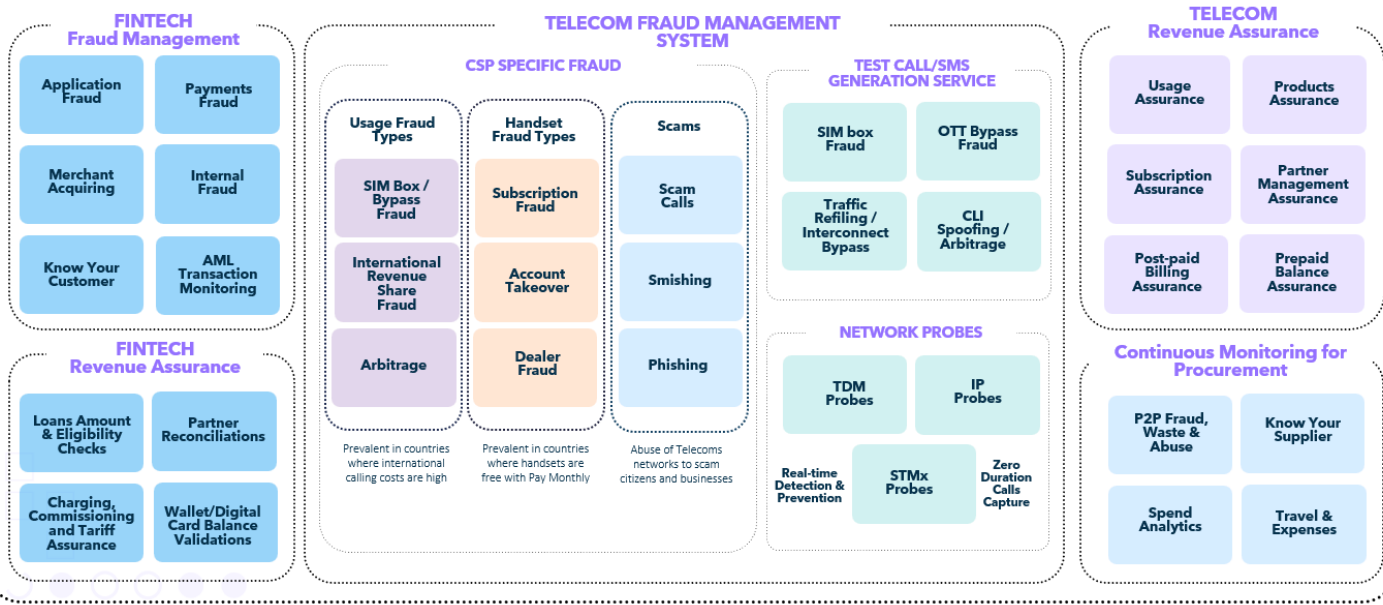 FINTECH
Fraud Management
Application
Fraud
Payments
Fraud
Merchant
Acquiring
Internal
Fraud
Know Your
Customer
AML
Transaction
Monitoring
FINTECH
Revenue Assurance
Loans Amount
& Eligibility
Checks
Partner
Reconciliations
Charging,
Commissioning
and Tariff
Assurance
Wallet/Digital
Card Balance
Validations
TELECOM FRAUD MANAGEMENT
SYSTEM
CSP SPECIFIC FRAUD
Usage Fraud
Types
SIM Box /
Bypass
Fraud
International
Revenue
Share
Fraud
Arbitrage
Prevalent in countries
where international
calling costs are high
Handset
Fraud Types
Subscription
Fraud
Account
Takeover
Dealer
Fraud
Prevalent in countries
where handsets are
free with Pay Monthly
Scams
Scam
Calls
Smishing
Phishing
Abuse of Telecoms
networks to scam
citizens and businesses
TEST CALL/SMS
GENERATION SERVICE
SIM box
Fraud
OTT Bypass
Fraud
Traffic
Refiling /
Interconnect
Bypass
CLI
Spoofing /
Arbitrage
NETWORK PROBES
TDM
Probes
IP
Probes
Real-time
Detection &
Prevention
STMx
Probes
Zero
Duration
Calls
Capture
TELECOM
Revenue Assurance
Usage
Assurance
Products
Assurance
Subscription
Assurance
Partner
Management
Assurance
Post-paid
Billing
Assurance
Prepaid
Balance
Assurance
Continuous Monitoring for
Procurement
P2P Fraud,
Waste &
Abuse
Know Your
Supplier
Spend
Analytics
Travel &
Expenses